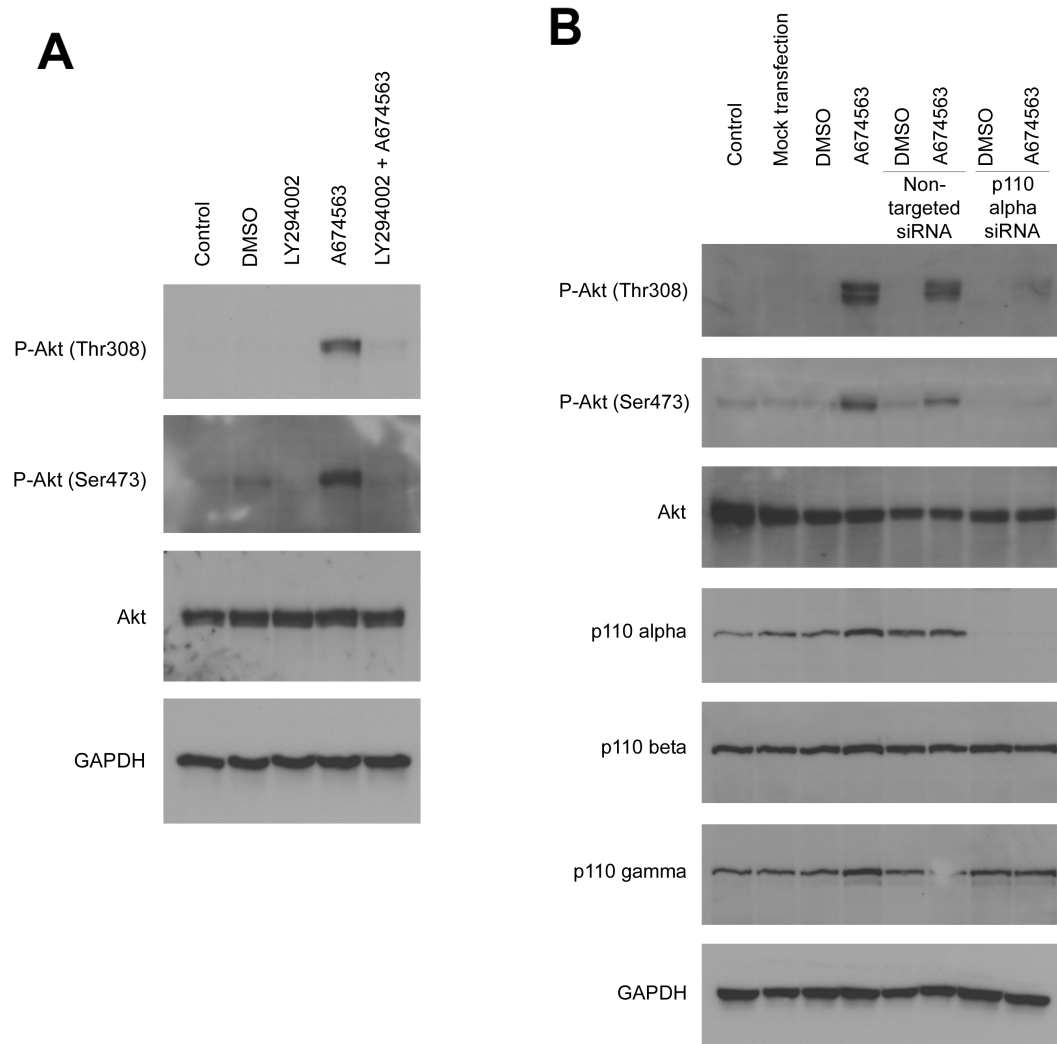 A
Control
DMSO
LY294002
A674563
LY294002 + A674563
P-Akt (Thr308)
P-Akt (Ser473)
Akt
GAPDH
B
Control
Mock transfection
DMSO
A674563
DMSO
A674563
DMSO
A674563
Non-
targeted
siRNA
p110
alpha
siRNA
P-Akt (Thr308)
P-Akt (Ser473)
Akt
p110 alpha
p110 beta
p110 gamma
GAPDH